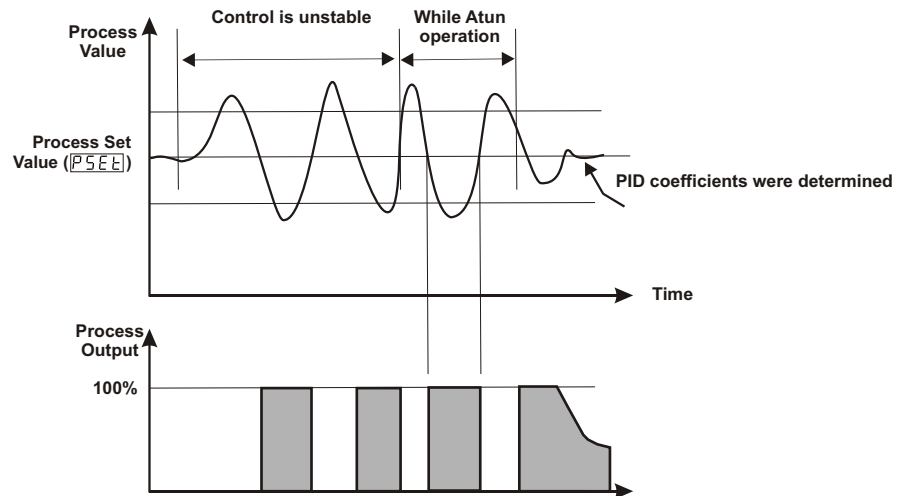 Control is unstable
While Atun
operation
Process
Value
Process Set
Value (PSEt)
PID coefficients were determined
Time
Process
Output
100%